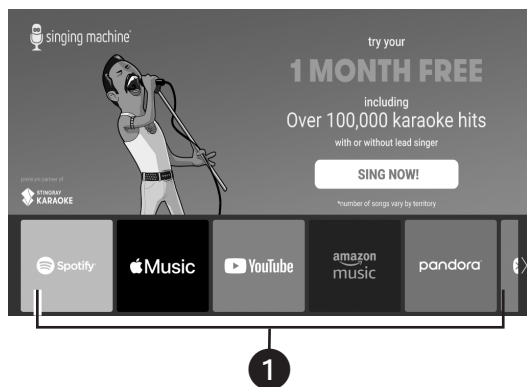 singing machine®
try your
1 MONTH FREE
including
Over 100,000 karaoke hits
with or without lead singer
SING NOW!
*number of songs vary by territory
premium partner of
STINGRAY
KARAOKE
Spotify
Music
YouTube
amazon
music
pandora
1